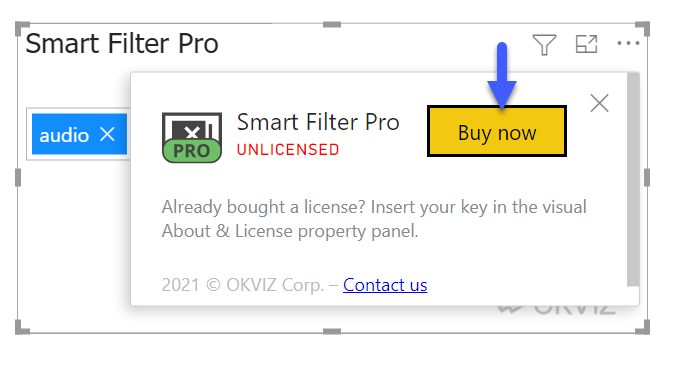 Smart Filter Pro
audio
Smart Filter Pro
Buy now
PRO
UNLICENSED
Already bought a license? Insert your key in the visual
About & License property panel.
2021 © OKVIZ Corp. – Contact us
OKVIZ